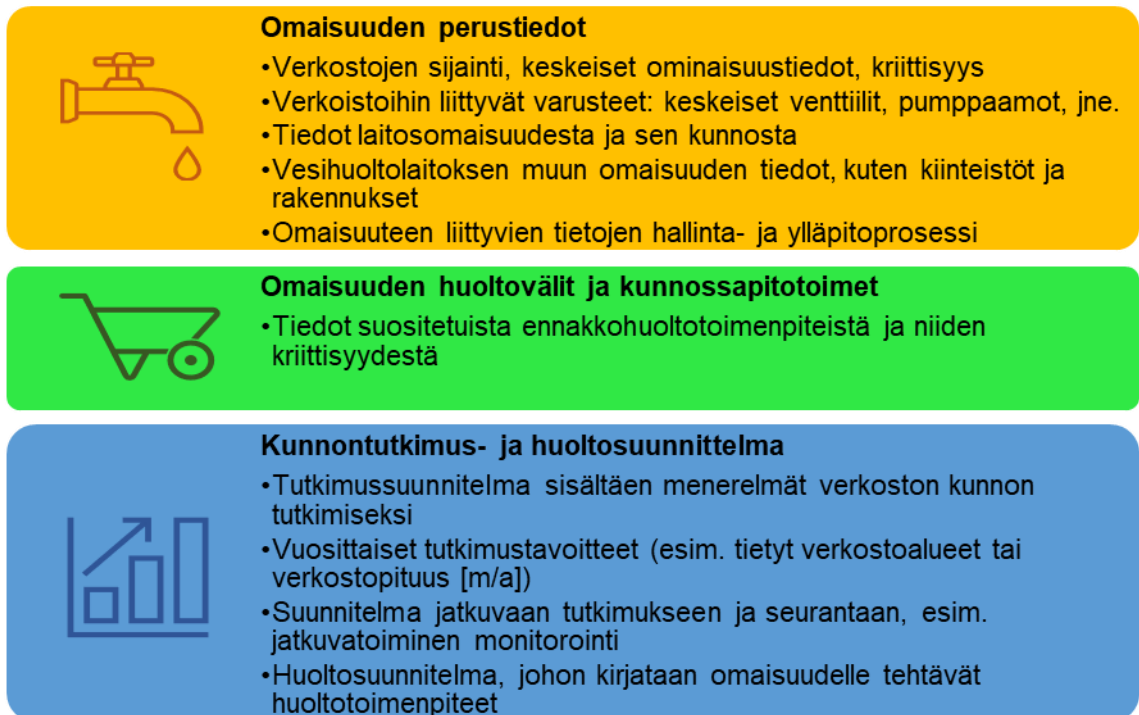 Omaisuuden perustiedot
•Verkostojen sijainti, keskeiset ominaisuustiedot, kriittisyys
•Verkoistoihin liittyvät varusteet: keskeiset venttiilit, pumppaamot, jne.
•Tiedot laitosomaisuudesta ja sen kunnosta
•Vesihuoltolaitoksen muun omaisuuden tiedot, kuten kiinteistöt ja
rakennukset
•Omaisuuteen liittyvien tietojen hallinta- ja ylläpitoprosessi
Omaisuuden huoltovälit ja kunnossapitotoimet
•Tiedot suositetuista ennakkohuoltotoimenpiteistä ja niiden
kriittisyydestä
Kunnontutkimus- ja huoltosuunnittelma
•Tutkimussuunnitelma sisältäen menerelmät verkoston kunnon
tutkimiseksi
•Vuosittaiset tutkimustavoitteet (esim. tietyt verkostoalueet tai
verkostopituus [m/a])
•Suunnitelma jatkuvaan tutkimukseen ja seurantaan, esim.
jatkuvatoiminen monitorointi
•Huoltosuunnitelma, johon kirjataan omaisuudelle tehtävät
huoltotoimenpiteet